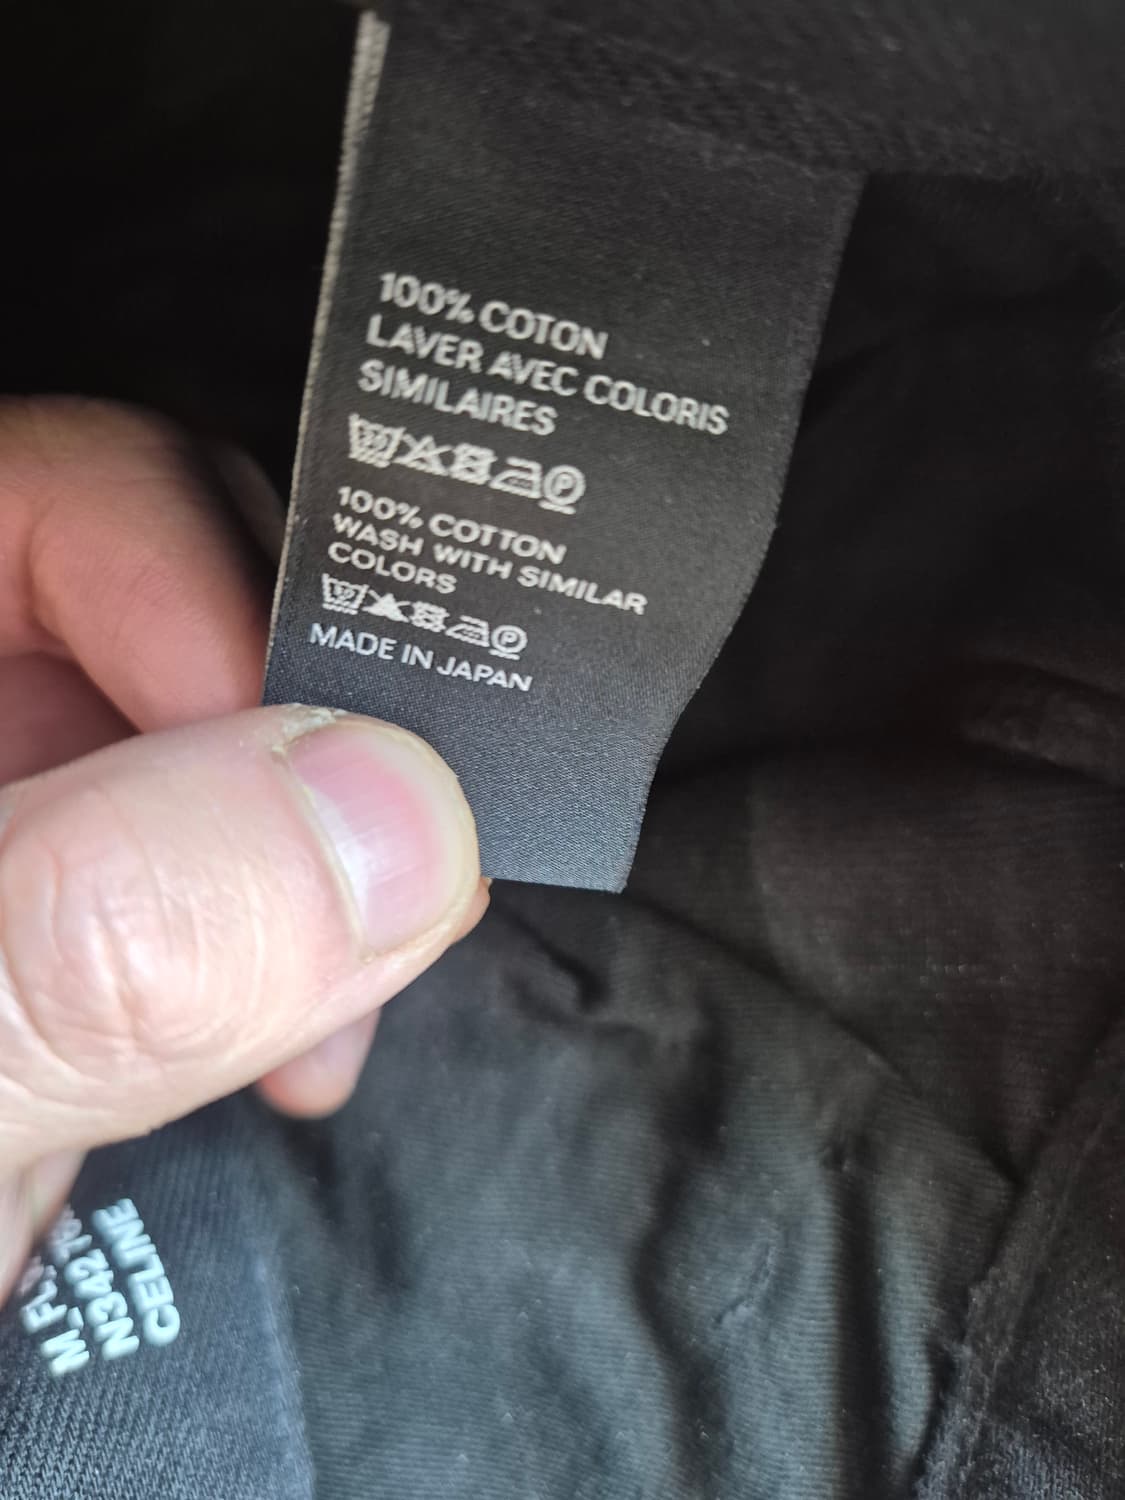 100% COTON
LAVER AVEC COLORIS
SIMILAIRES
P
100% COTTON
WASH WITH SIMILAR
COLORS
P
MADE IN JAPAN
CELINE